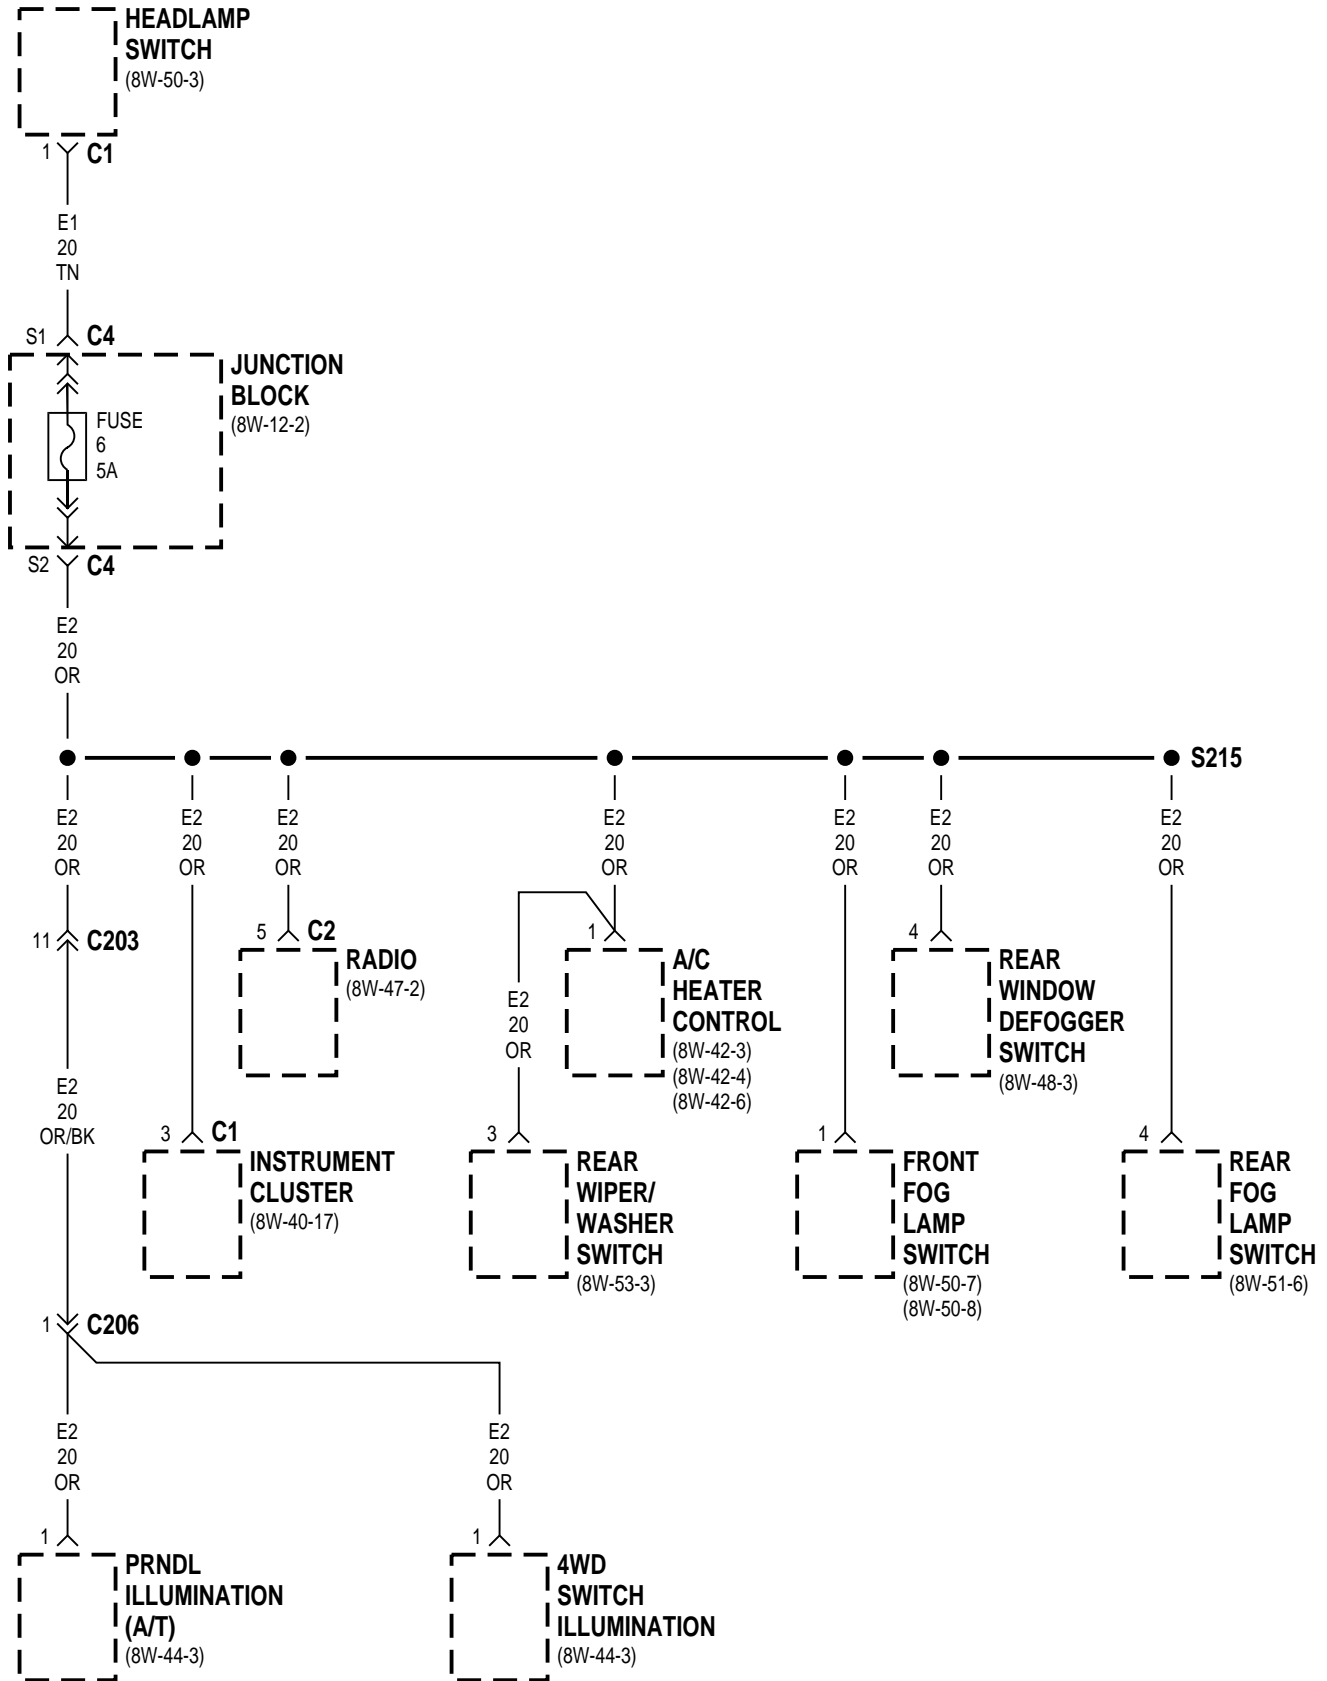 HEADLAMP
SWITCH
(8W-50-3)
1
C1
E1
20
TN
S1
C4
JUNCTION
BLOCK
(8W-12-2)
FUSE
6
5A
S2
C4
E2
20
OR
S215
E2
20
OR
E2
20
OR
E2
20
OR
E2
20
OR
E2
20
OR
E2
20
OR
E2
20
OR
11
C203
5
C2
RADIO
(8W-47-2)
1
A/C
HEATER
CONTROL
(8W-42-3)
(8W-42-4)
(8W-42-6)
4
REAR
WINDOW
DEFOGGER
SWITCH
(8W-48-3)
E2
20
OR
E2
20
OR/BK
3
C1
INSTRUMENT
CLUSTER
(8W-40-17)
3
REAR
WIPER/
WASHER
SWITCH
(8W-53-3)
1
FRONT
FOG
LAMP
SWITCH
(8W-50-7)
(8W-50-8)
4
REAR
FOG
LAMP
SWITCH
(8W-51-6)
1
C206
E2
20
OR
E2
20
OR
1
PRNDL
ILLUMINATION
(A/T)
(8W-44-3)
1
4WD
SWITCH
ILLUMINATION
(8W-44-3)